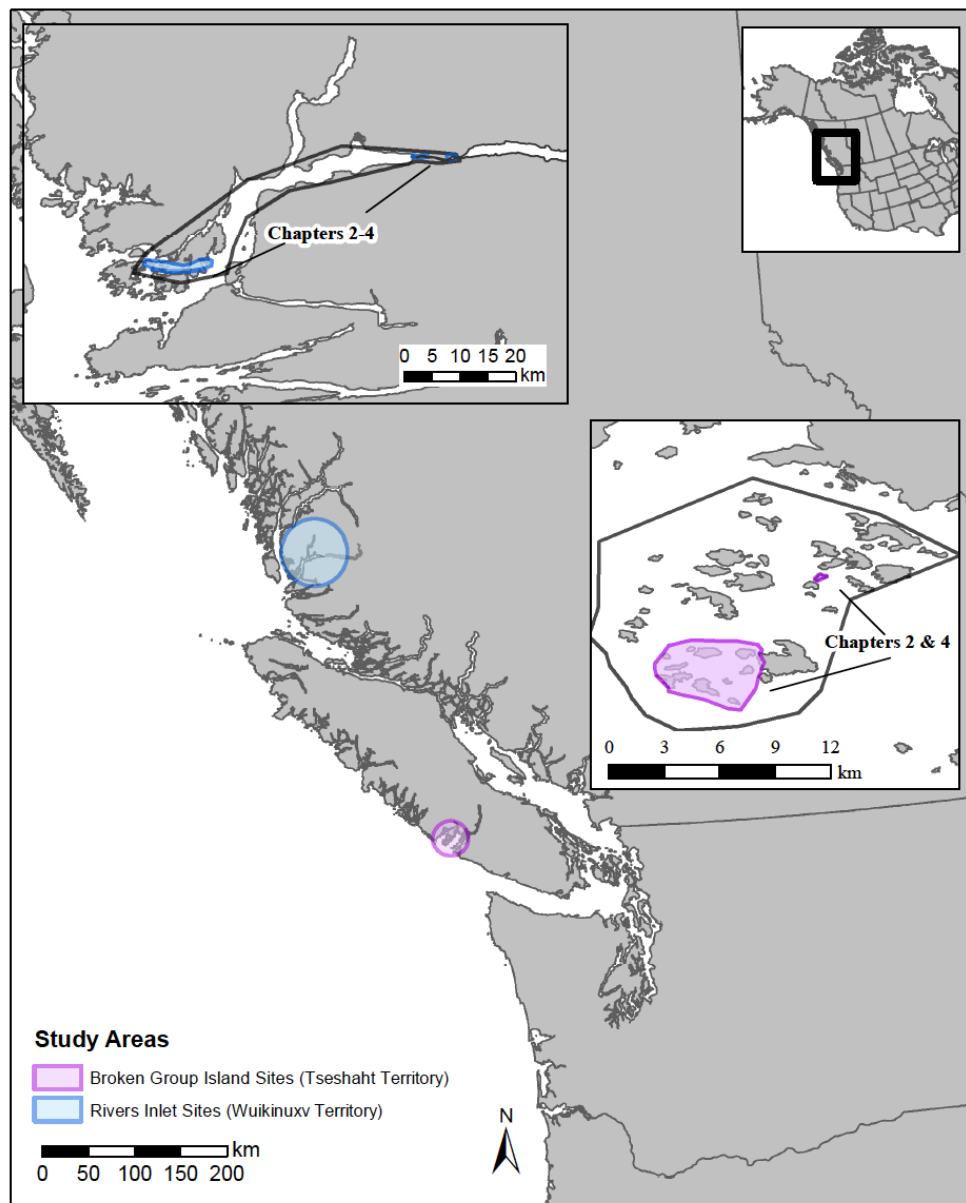 Chapters 2-4
0 5 10 15 20
km
Chapters 2 & 4
0 3 6 9 12
km
Study Areas
Broken Group Island Sites (Tseshaht Territory)
Rivers Inlet Sites (Wuikinuxv Territory)
km
0 50 100 150 200
N